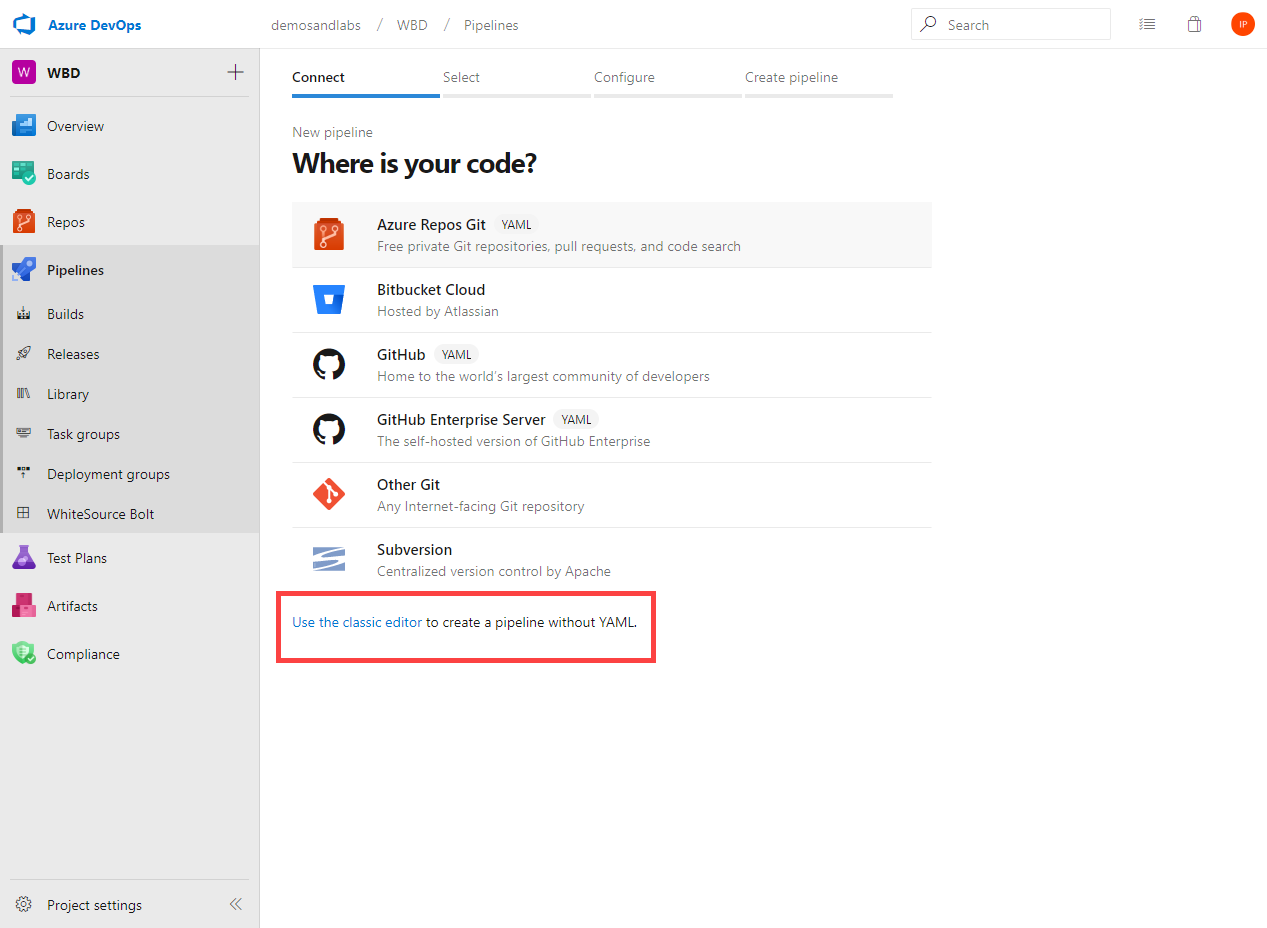 Azure DevOps
demosandlabs / WBD / Pipelines
Search
IP
W WBD
Overview
Boards
Repos
Pipelines
Builds
Releases
Library
Task groups
Deployment groups
WhiteSource Bolt
Test Plans
Artifacts
Compliance
Project settings
Connect Select Configure Create pipeline
New pipeline
Where is your code?
Azure Repos Git YAML
Free private Git repositories, pull requests, and code search
Bitbucket Cloud
Hosted by Atlassian
GitHub YAML
Home to the world's largest community of developers
GitHub Enterprise Server YAML
The self-hosted version of GitHub Enterprise
Other Git
Any Internet-facing Git repository
Subversion
Centralized version control by Apache
Use the classic editor to create a pipeline without YAML.